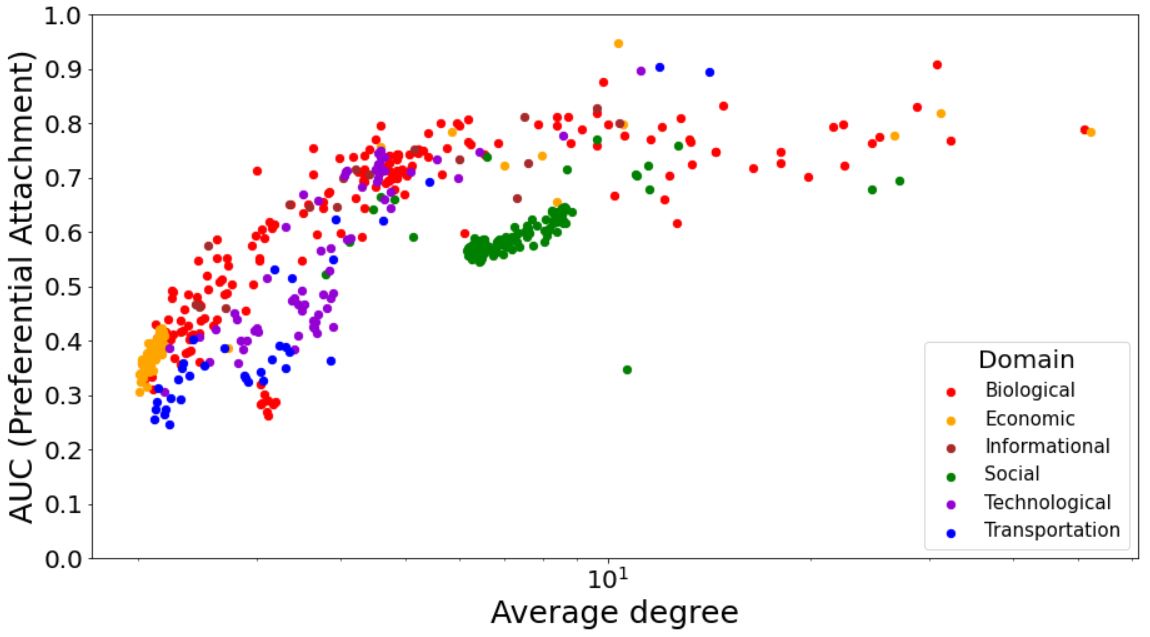 AUC (Preferential Attachment)
1.0
0.9
0.8
0.7
0.6
0.5
0.4
0.3
0.2
0.1
0.0
Domain
Biological
Economic
Informational
Social
Technological
Transportation
10¹
Average degree